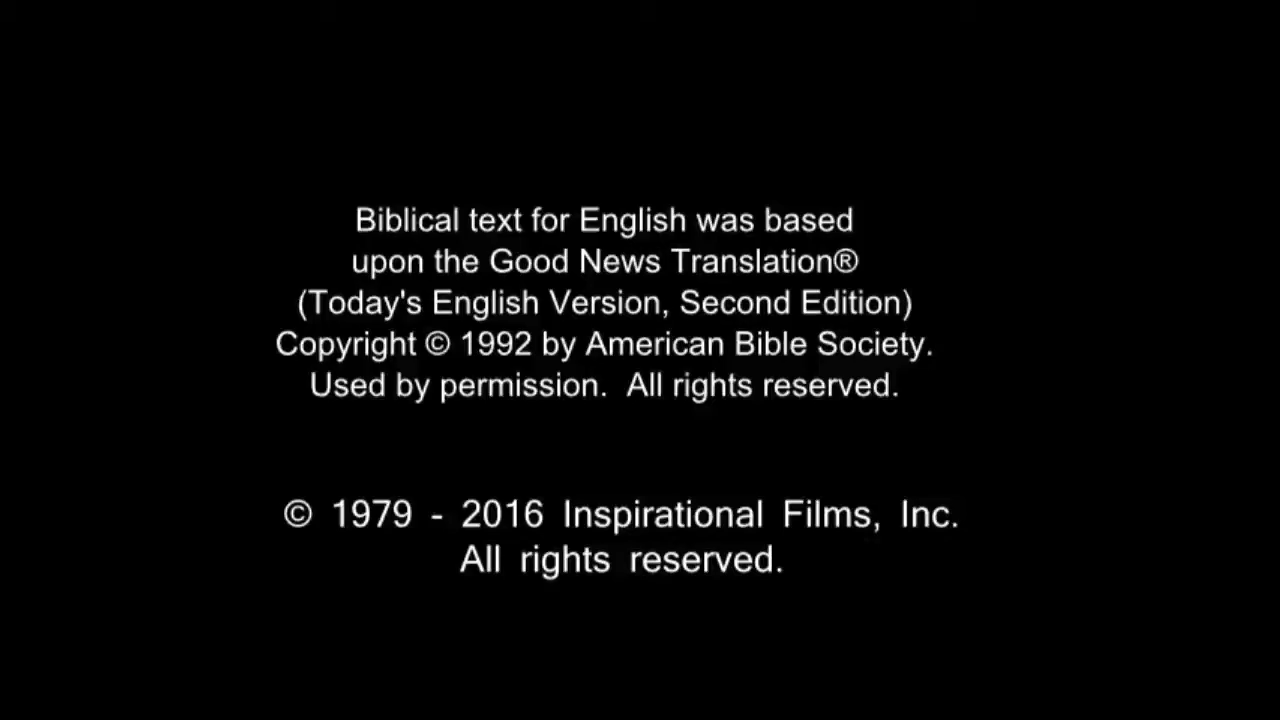 Biblical text for English was based
upon the Good News Translation®
(Today's English Version, Second Edition)
Copyright © 1992 by American Bible Society.
Used by permission.  All rights reserved.
© 1979 - 2016 Inspirational Films, Inc.
All rights reserved.